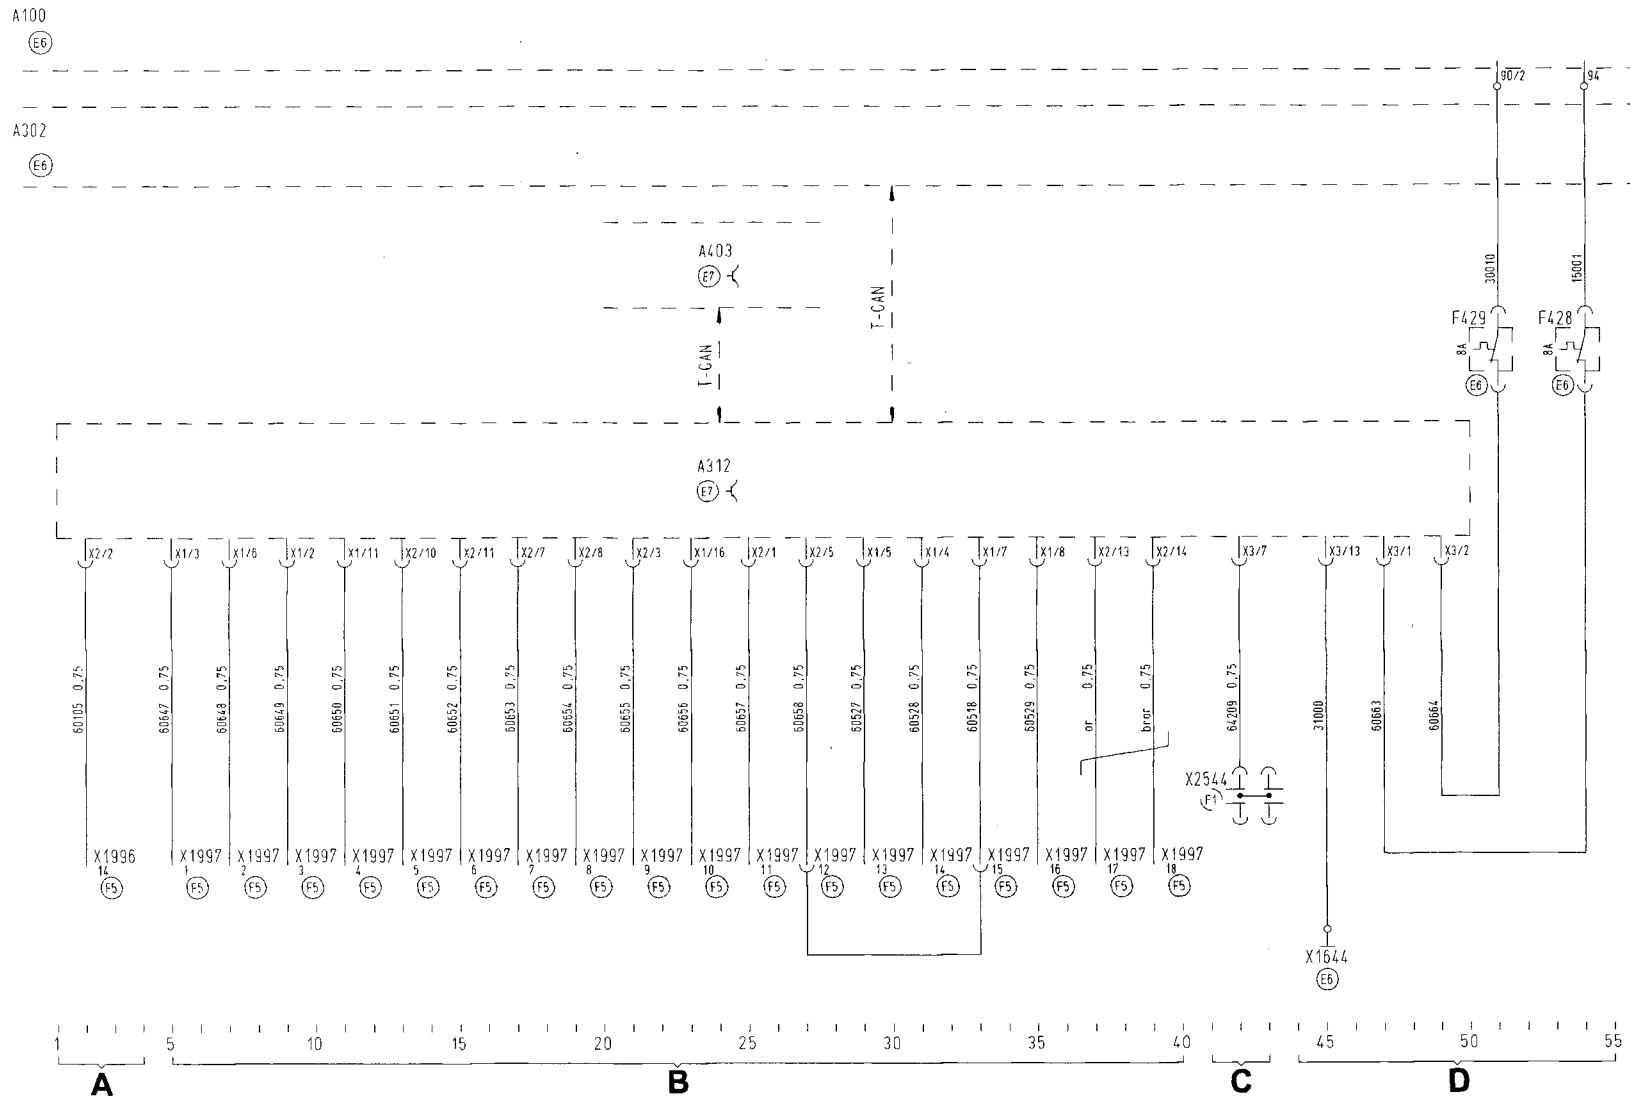 A100
E6
90/2
94
A302
E6
A403
E7
T-CAN
T-CAN
30010
15001
F429
F428
8A
8A
E6
E6
A312
E7
X2/2
X1/3
X1/6
X1/2
X1/11
X2/10
X2/11
X2/7
X2/8
X2/3
X1/16
X2/1
X2/5
X1/5
X1/4
X1/7
X1/8
X2/13
X2/14
X3/7
X3/13
X3/1
X3/2
60105 0,75
60647 0,75
60648 0,75
60649 0,75
60650 0,75
60651 0,75
60652 0,75
60653 0,75
60654 0,75
60655 0,75
60656 0,75
60657 0,75
60658 0,75
60527 0,75
60528 0,75
60518 0,75
60529 0,75
or 0,75
bror 0,75
64209 0,75
31000
60663
60664
X2544
F1
X1996
14
F5
X1997
1
F5
X1997
2
F5
X1997
3
F5
X1997
4
F5
X1997
5
F5
X1997
6
F5
X1997
7
F5
X1997
8
F5
X1997
9
F5
X1997
10
F5
X1997
11
F5
X1997
12
F5
X1997
13
F5
X1997
14
F5
X1997
15
F5
X1997
16
F5
X1997
17
F5
X1997
18
F5
X1644
E6
1 5 10 15 20 25 30 35 40 45 50 55
A B C D